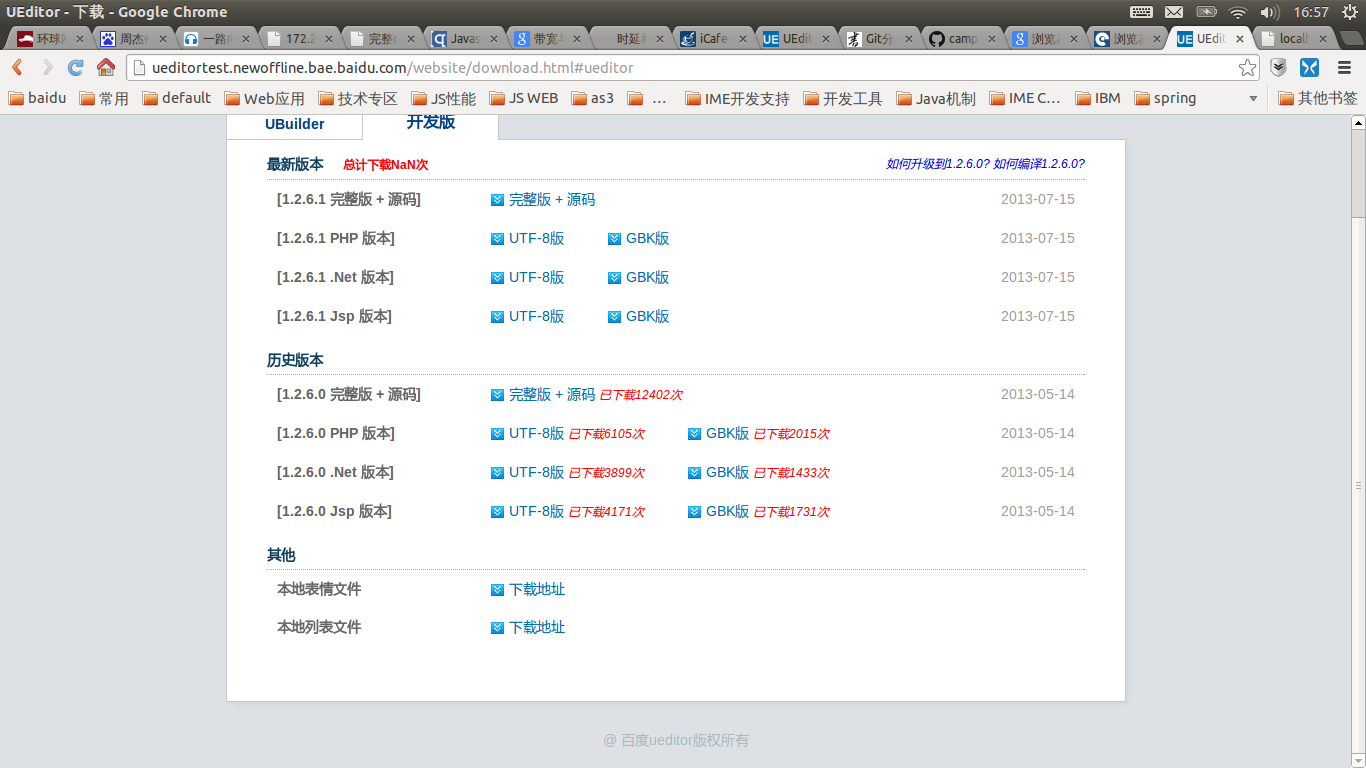 UEditor - 下载 - Google Chrome 16:57
环球 周杰 一路 172.2 完整 Javas 带宽 时延 iCafe UEdit Git分 camp 浏览 浏览 UEdit local
ueditortest.newoffline.bae.baidu.com/website/download.html#ueditor
baidu 常用 default Web应用 技术专区 JS性能 JS WEB as3 ... IME开发支持 开发工具 Java机制 IME C... IBM spring 其他书签
UBuilder 开发版
最新版本 总计下载NaN次 如何升级到1.2.6.0? 如何编译1.2.6.0?
[1.2.6.1 完整版 + 源码] 完整版 + 源码 2013-07-15
[1.2.6.1 PHP 版本] UTF-8版 GBK版 2013-07-15
[1.2.6.1 .Net 版本] UTF-8版 GBK版 2013-07-15
[1.2.6.1 Jsp 版本] UTF-8版 GBK版 2013-07-15
历史版本
[1.2.6.0 完整版 + 源码] 完整版 + 源码 已下载12402次 2013-05-14
[1.2.6.0 PHP 版本] UTF-8版 已下载6105次 GBK版 已下载2015次 2013-05-14
[1.2.6.0 .Net 版本] UTF-8版 已下载3899次 GBK版 已下载1433次 2013-05-14
[1.2.6.0 Jsp 版本] UTF-8版 已下载4171次 GBK版 已下载1731次 2013-05-14
其他
本地表情文件 下载地址
本地列表文件 下载地址
@ 百度ueditor版权所有